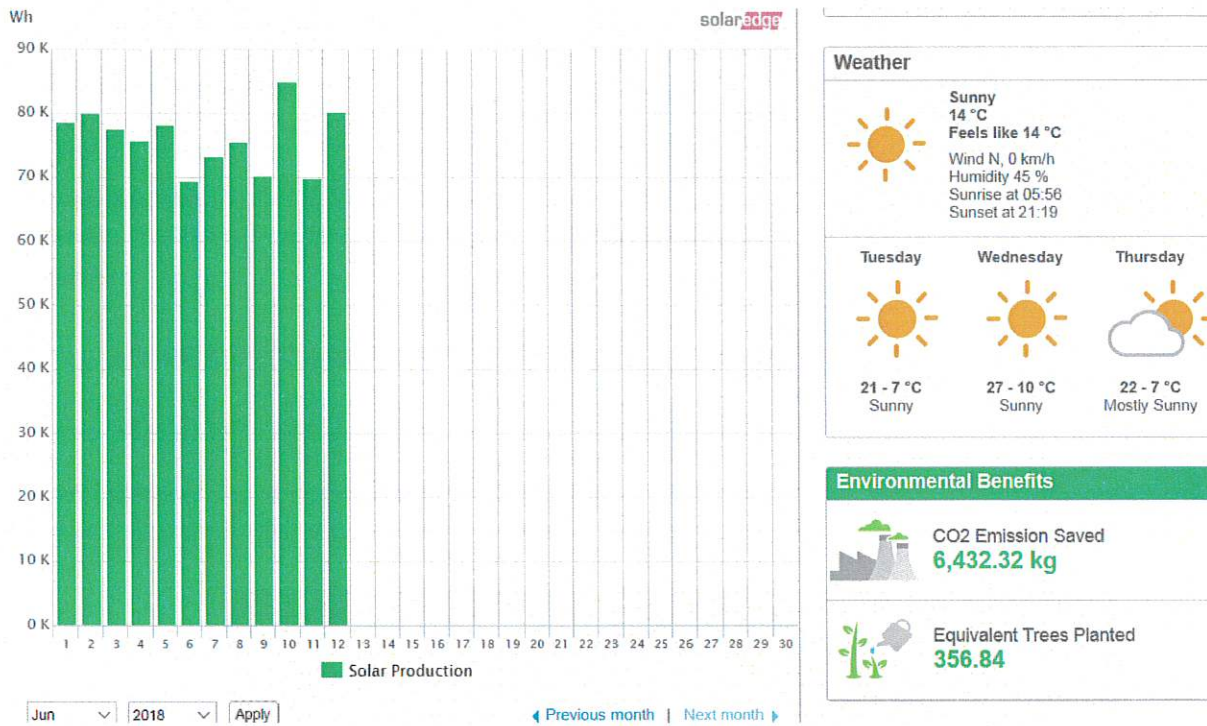 Wh
solaredge
90 K
80 K
70 K
60 K
50 K
40 K
30 K
20 K
10 K
0 K
1 2 3 4 5 6 7 8 9 10 11 12 13 14 15 16 17 18 19 20 21 22 23 24 25 26 27 28 29 30
Solar Production
Jun 2018 Apply
Previous month | Next month
Weather
Sunny
14 °C
Feels like 14 °C
Wind N, 0 km/h
Humidity 45 %
Sunrise at 05:56
Sunset at 21:19
Tuesday Wednesday Thursday
21 - 7 °C 27 - 10 °C 22 - 7 °C
Sunny Sunny Mostly Sunny
Environmental Benefits
CO2 Emission Saved
6,432.32 kg
Equivalent Trees Planted
356.84